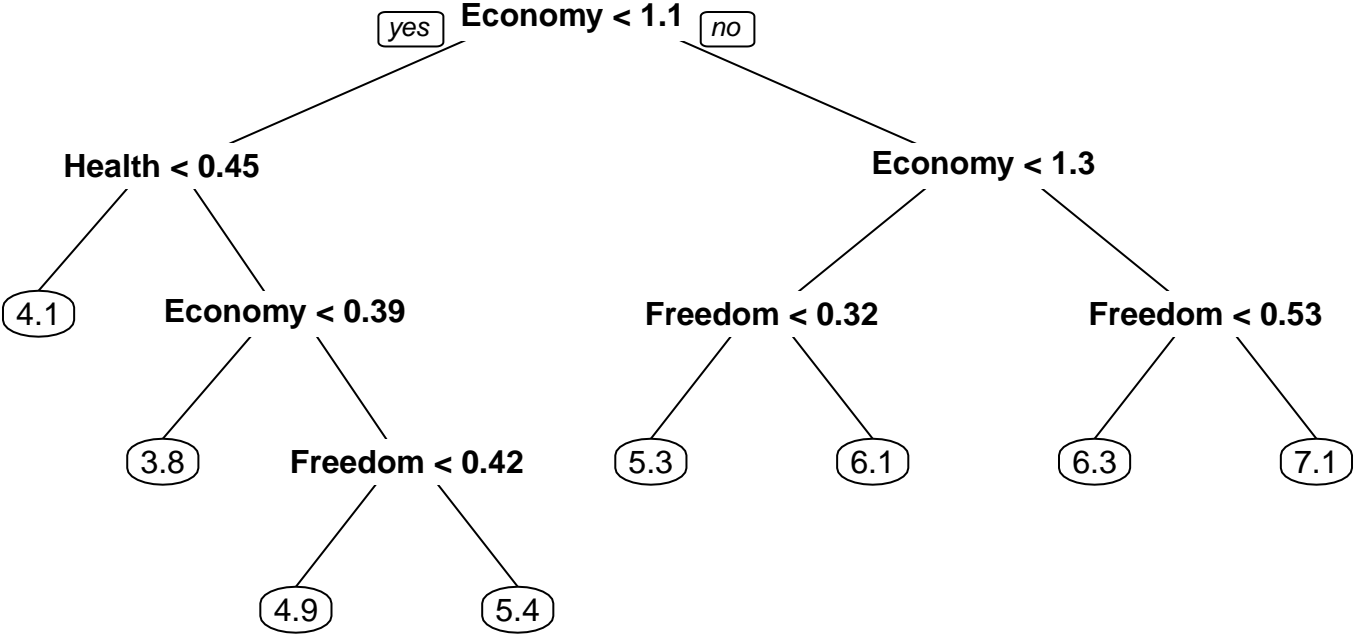 yes Economy < 1.1 no
Health < 0.45 Economy < 1.3
4.1 Economy < 0.39 Freedom < 0.32 Freedom < 0.53
3.8 Freedom < 0.42 5.3 6.1 6.3 7.1
4.9 5.4